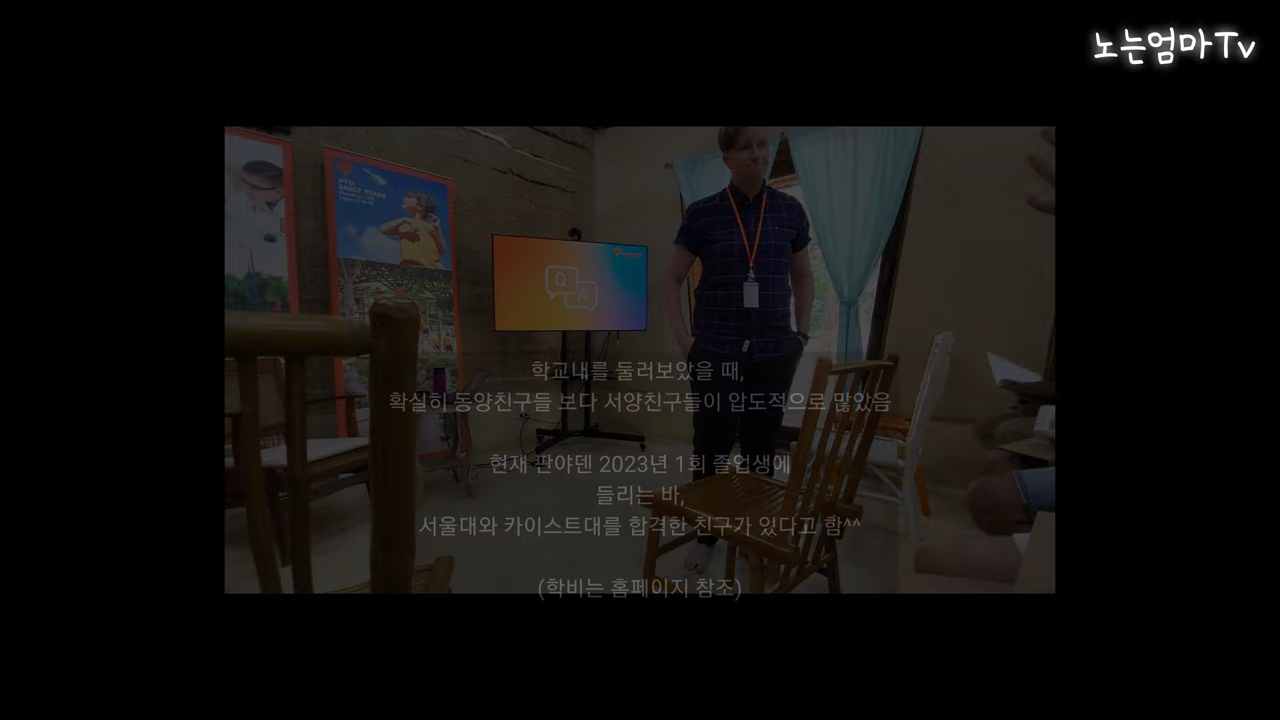 노는엄마Tv
PYD
EARLY YEARS
Q
A
학교내를 둘러보았을 때,
확실히 동양친구들 보다 서양친구들이 압도적으로 많았음
현재 판야덴 2023년 1회 졸업생에
들리는 바,
서울대와 카이스트대를 합격한 친구가 있다고 함^^
(학비는 홈페이지 참조)